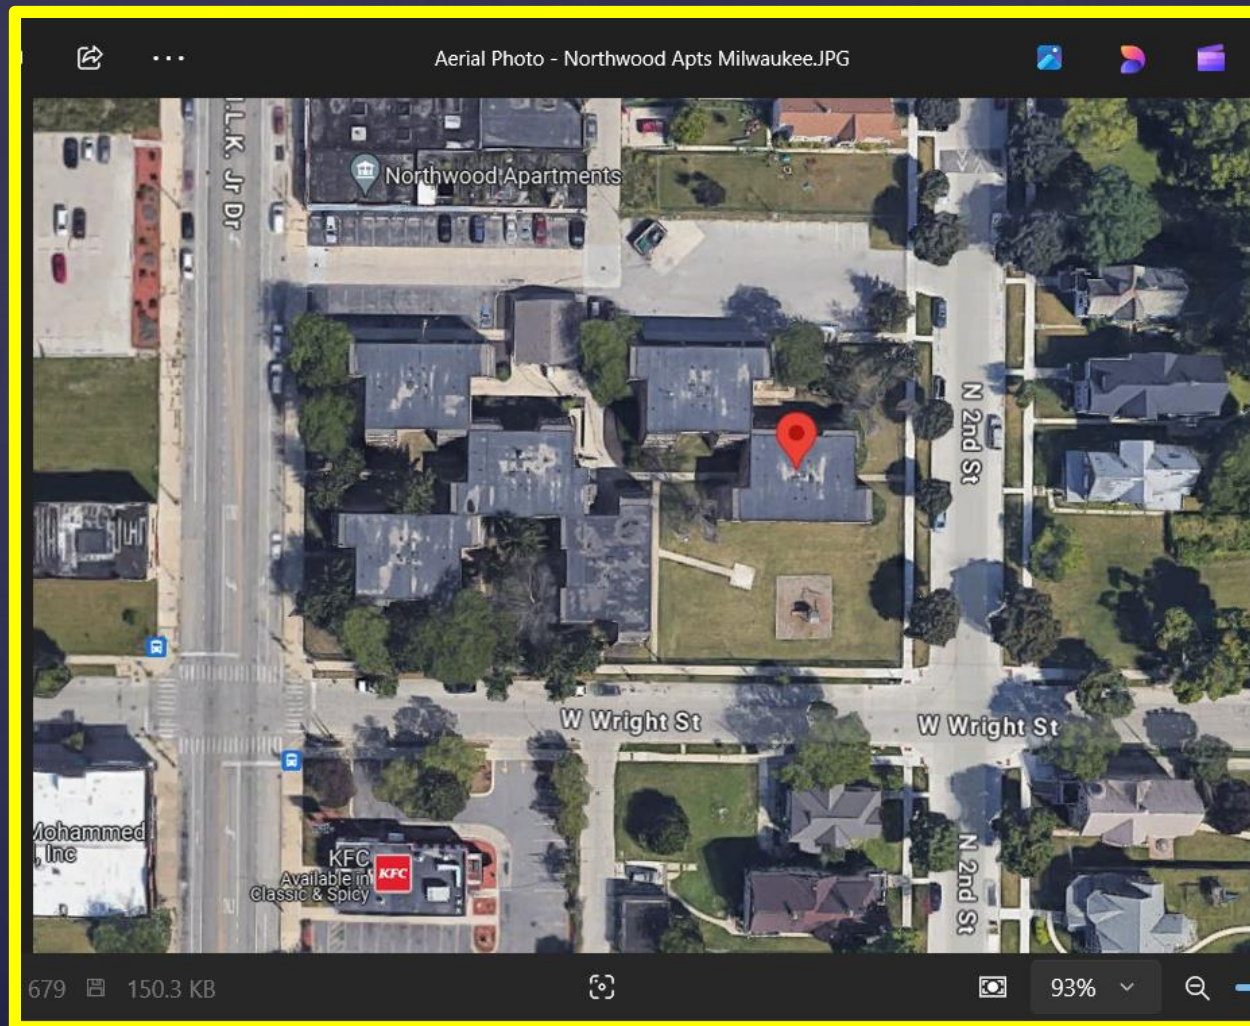 Aerial Photo - Northwood Apts Milwaukee.JPG
M.L.K. Jr Dr
Northwood Apartments
N 2nd St
W Wright St
W Wright St
Mohammed
, Inc
KFC
Available in
Classic & Spicy
KFC
N 2nd St
679
150.3 KB
93%